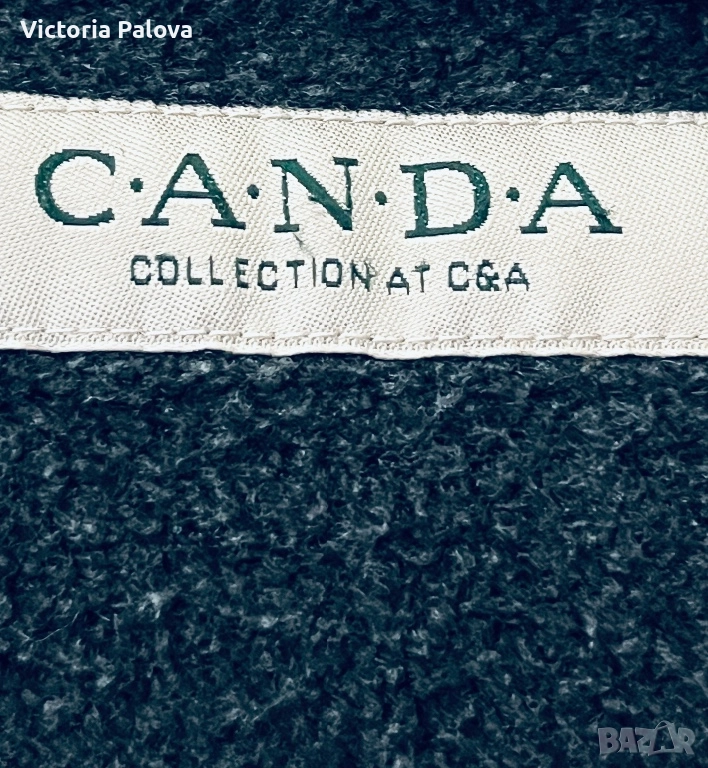 Victoria Palova
C·A·N·D·A
COLLECTION AT C&A
BAZAR